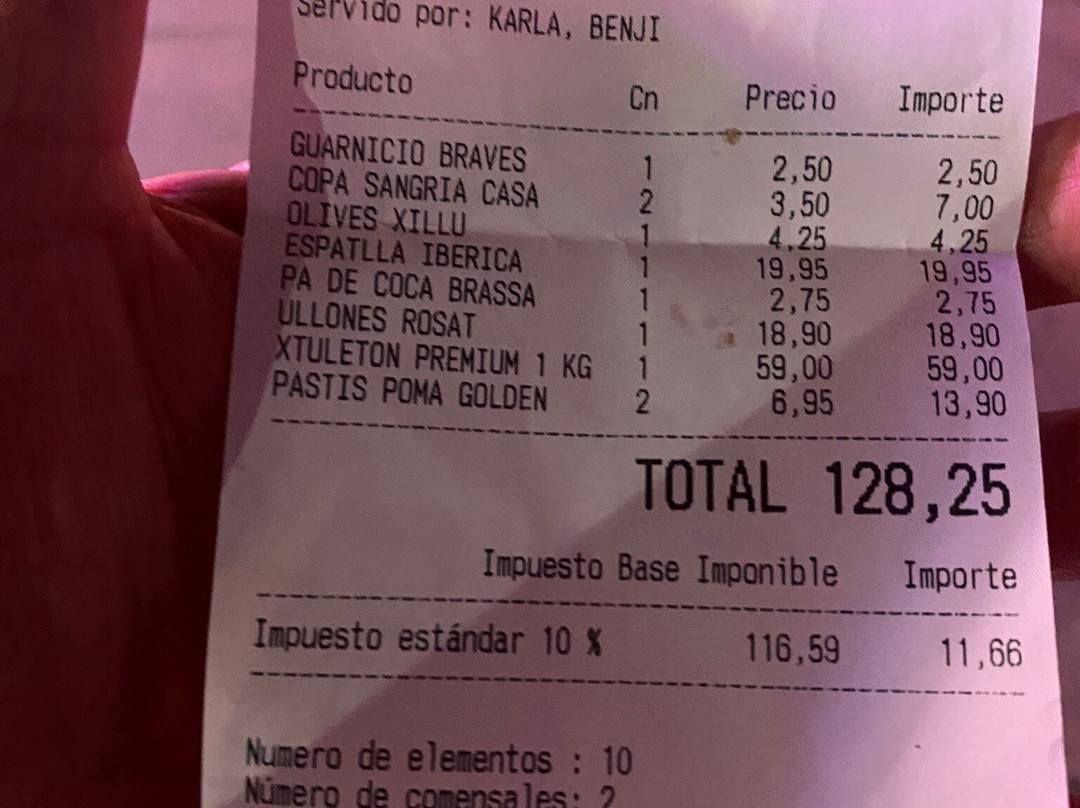 Servido por: KARLA, BENJI
Producto Cn Precio Importe
GUARNICIO BRAVES 1 2,50 2,50
COPA SANGRIA CASA 2 3,50 7,00
OLIVES XILLU 1 4,25 4,25
ESPATLLA IBERICA 1 19,95 19,95
PA DE COCA BRASSA 1 2,75 2,75
ULLONES ROSAT 1 18,90 18,90
XTULETON PREMIUM 1 KG 1 59,00 59,00
PASTIS POMA GOLDEN 2 6,95 13,90
TOTAL 128,25
Impuesto Base Imponible Importe
Impuesto estándar 10 % 116,59 11,66
Numero de elementos : 10
Número de comensales: 2